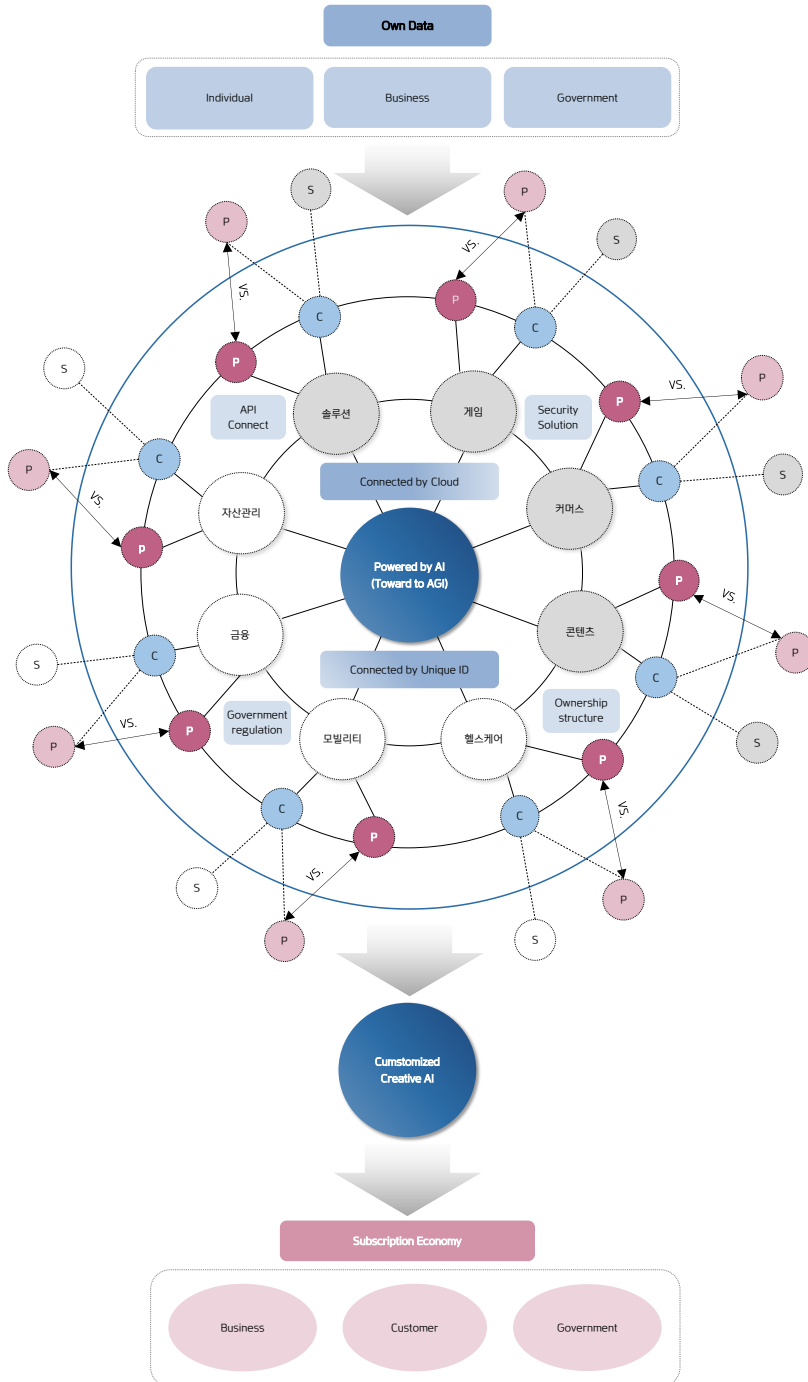 Own Data
Individual
Business
Government
S
P
P
S
VS.
VS.
P
P
C
C
P
S
P
VS.
P
API
Connect
솔루션
게임
Security
Solution
C
P
VS.
Connected by Cloud
C
S
자산관리
커머스
P
Powered by AI
(Toward to AGI)
P
VS.
금융
콘텐츠
C
S
P
Connected by Unique ID
C
Government
regulation
Ownership
structure
P
VS.
P
모빌리티
헬스케어
S
P
C
C
VS.
P
VS.
S
P
P
S
Cumstomized
Creative AI
Subscription Economy
Business
Customer
Government